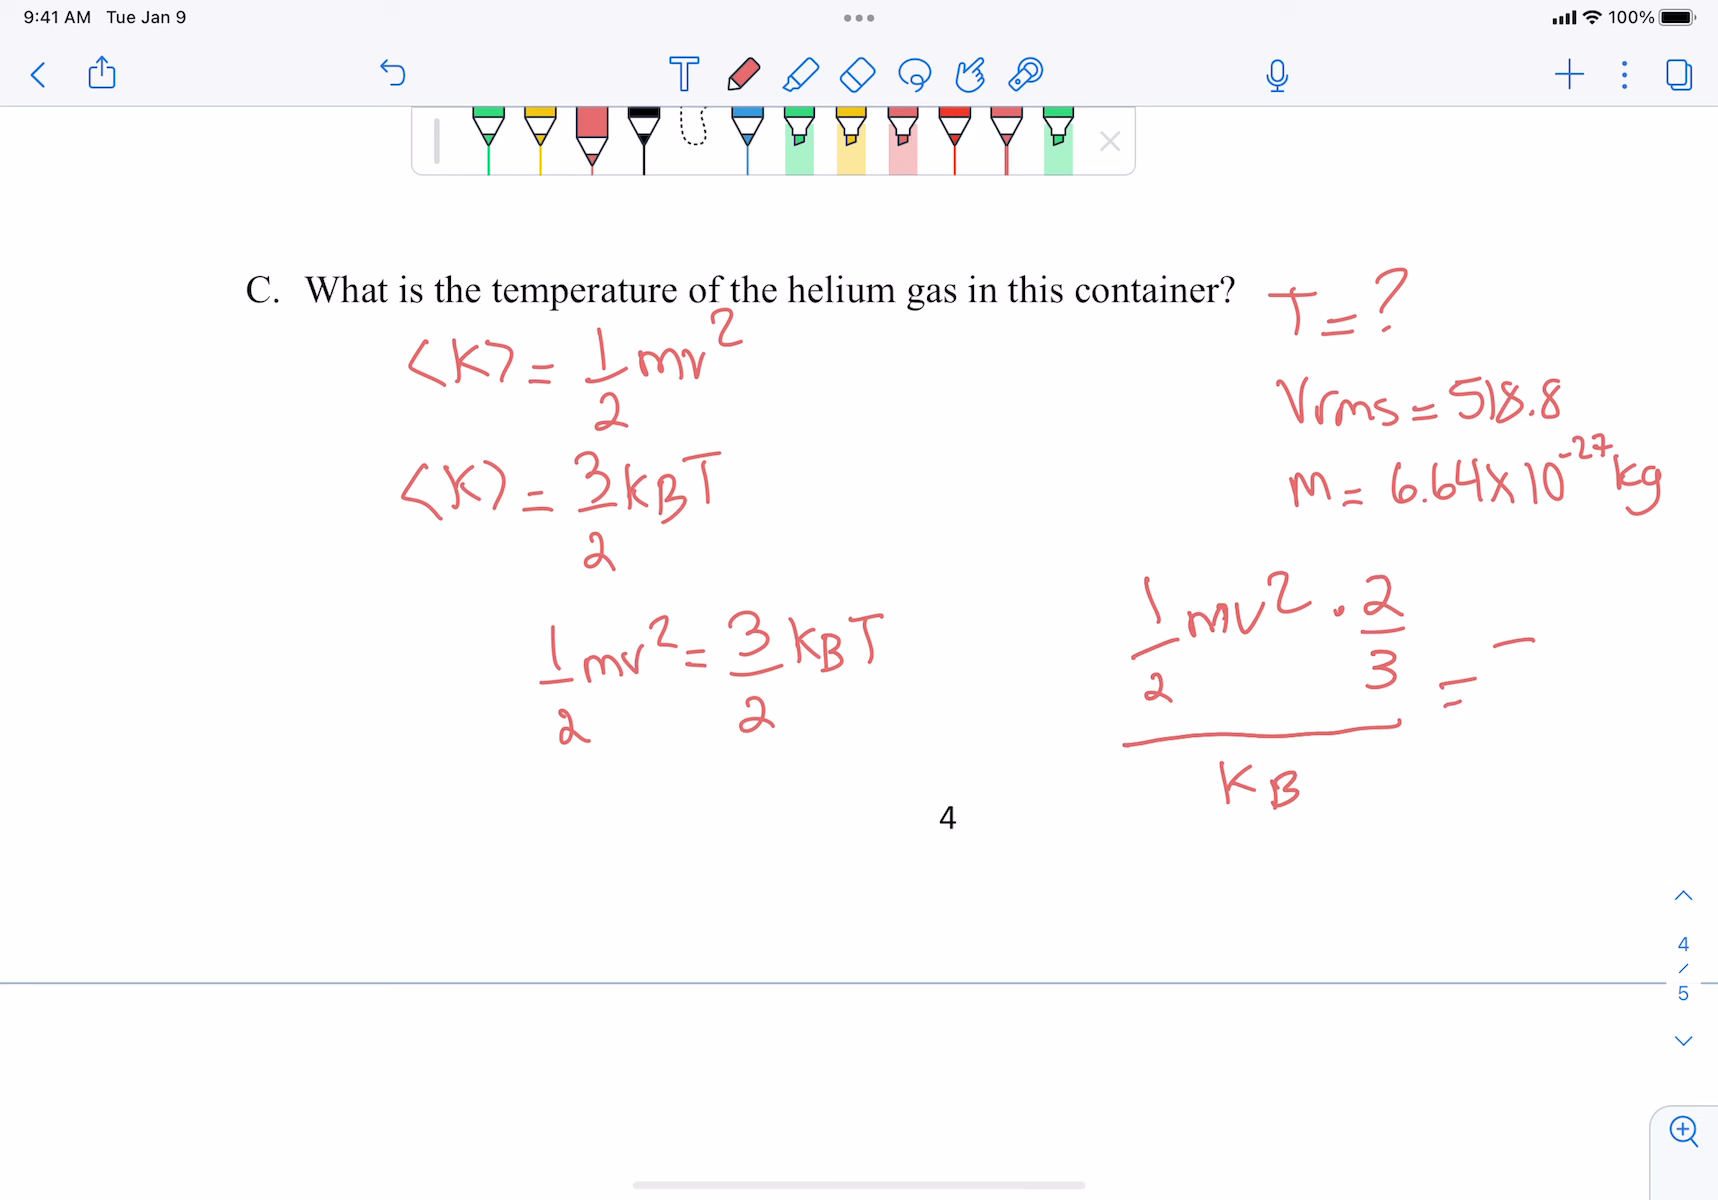 9:41 AM Tue Jan 9
100%
T
C. What is the temperature of the helium gas in this container?
T = ?
<K> = 1/2 mv²
Vrms = 518.8
<K> = 3/2 kBT
m = 6.64x10⁻²⁷ kg
1/2 mv² = 3/2 kBT
1/2 mv² · 2/3 / kB =
4
4 / 5